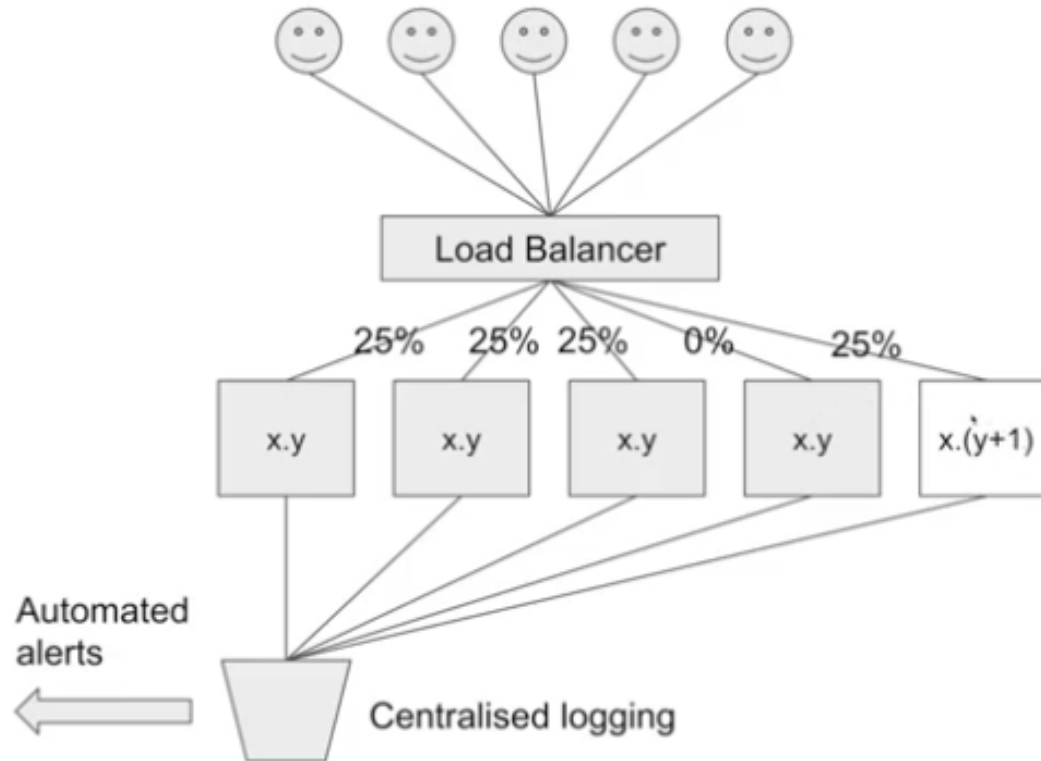 Load Balancer
25% 25% 25% 0% 25%
x.y x.y x.y x.y x.(y+1)
Automated
alerts
Centralised logging